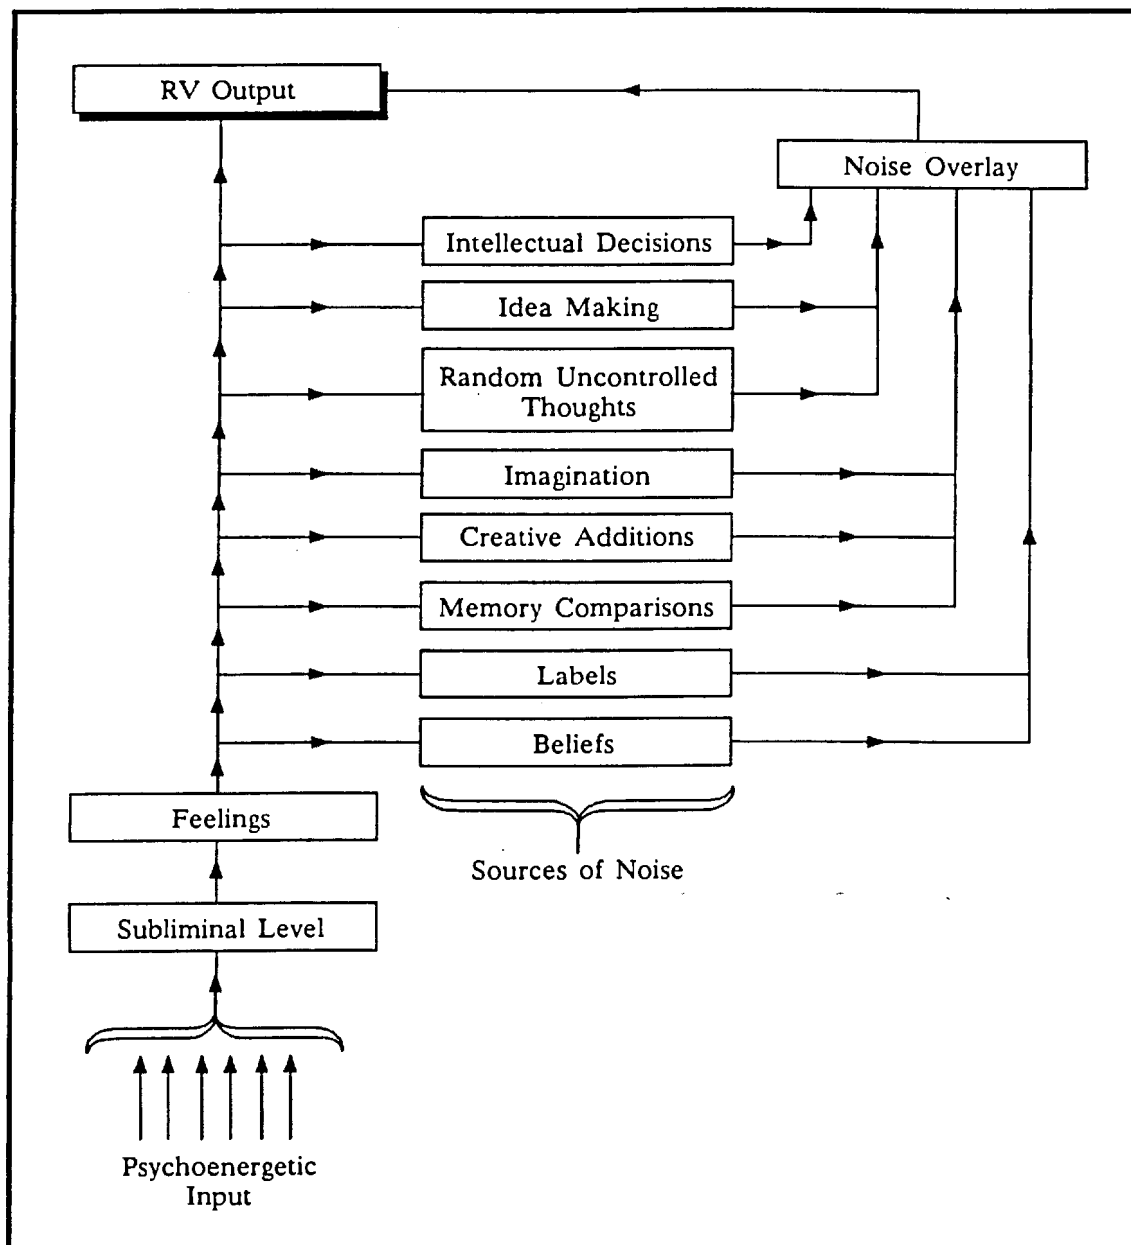 RV Output
Noise Overlay
Intellectual Decisions
Idea Making
Random Uncontrolled
Thoughts
Imagination
Creative Additions
Memory Comparisons
Labels
Beliefs
Feelings
Sources of Noise
Subliminal Level
Psychoenergetic
Input